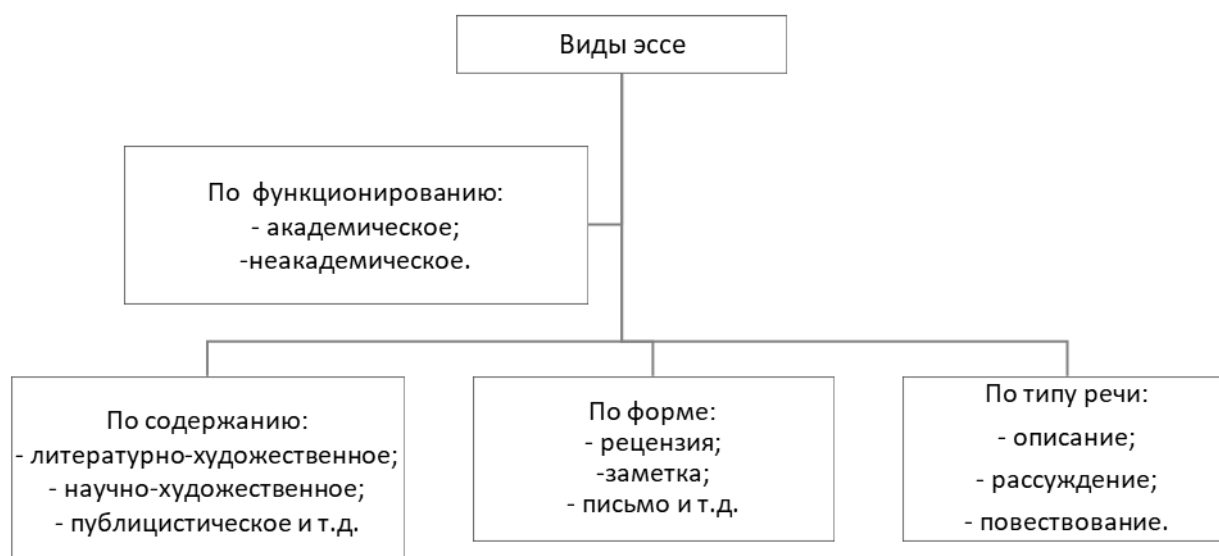 Виды эссе
По функционированию:
- академическое;
-неакадемическое.
По содержанию:
- литературно-художественное;
- научно-художественное;
- публицистическое и т.д.
По форме:
- рецензия;
-заметка;
- письмо и т.д.
По типу речи:
- описание;
- рассуждение;
- повествование.